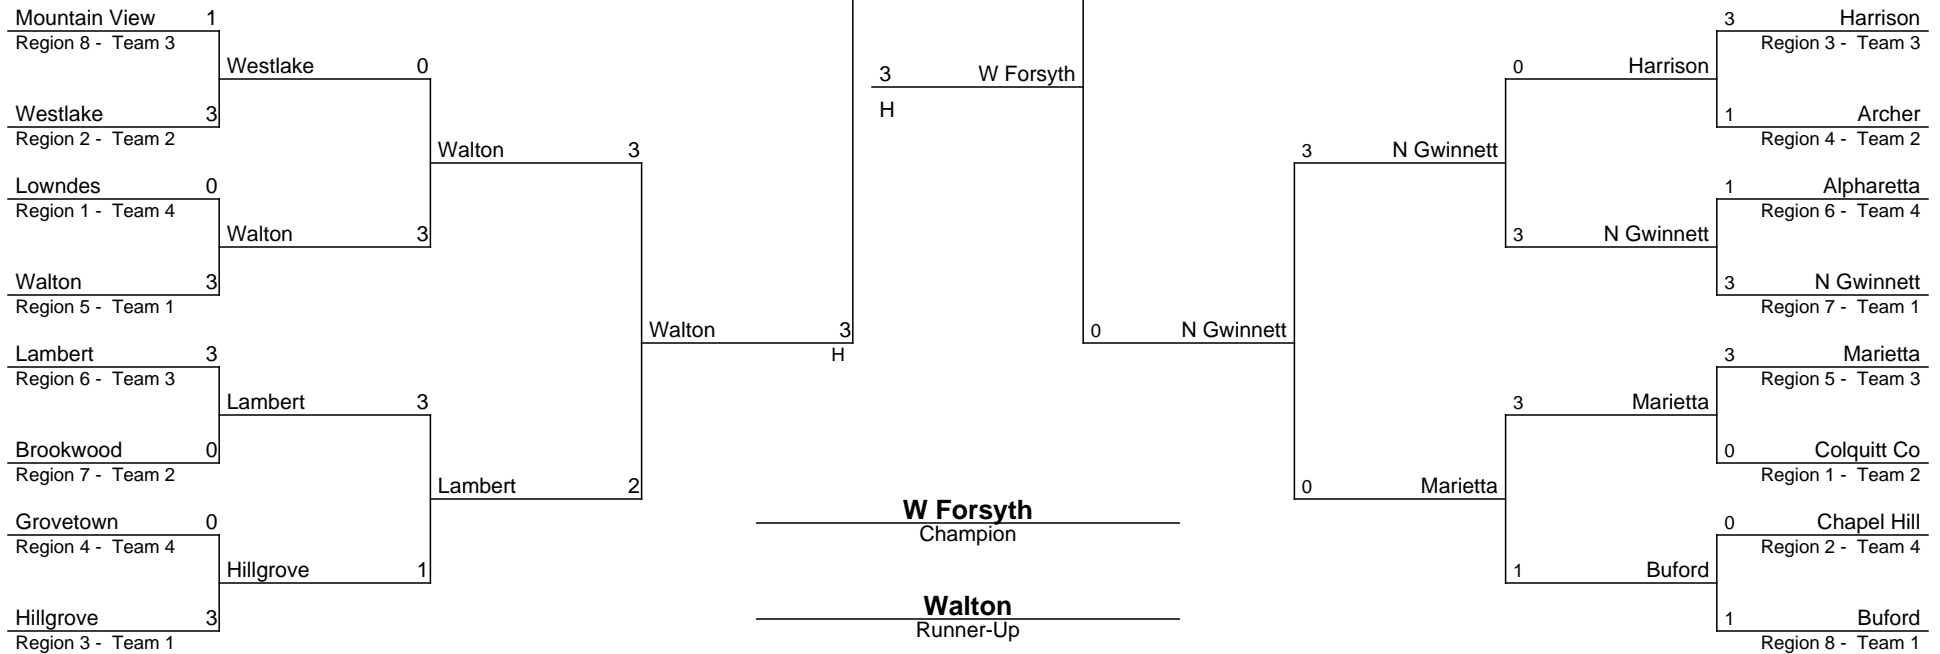 Mountain View 1
Region 8 - Team 3
Westlake 0
Westlake 3
Region 2 - Team 2
Walton 3
Lowndes 0
Region 1 - Team 4
Walton 3
Walton 3
Region 5 - Team 1
Walton 3
H
Lambert 3
Region 6 - Team 3
Lambert 3
Brookwood 0
Region 7 - Team 2
Lambert 2
Grovetown 0
Region 4 - Team 4
Hillgrove 1
Hillgrove 3
Region 3 - Team 1
3 W Forsyth
H
W Forsyth
Champion
Walton
Runner-Up
3 Harrison
Region 3 - Team 3
0 Harrison
1 Archer
Region 4 - Team 2
3 N Gwinnett
1 Alpharetta
Region 6 - Team 4
3 N Gwinnett
3 N Gwinnett
Region 7 - Team 1
0 N Gwinnett
3 Marietta
Region 5 - Team 3
3 Marietta
0 Colquitt Co
Region 1 - Team 2
0 Marietta
0 Chapel Hill
Region 2 - Team 4
1 Buford
1 Buford
Region 8 - Team 1